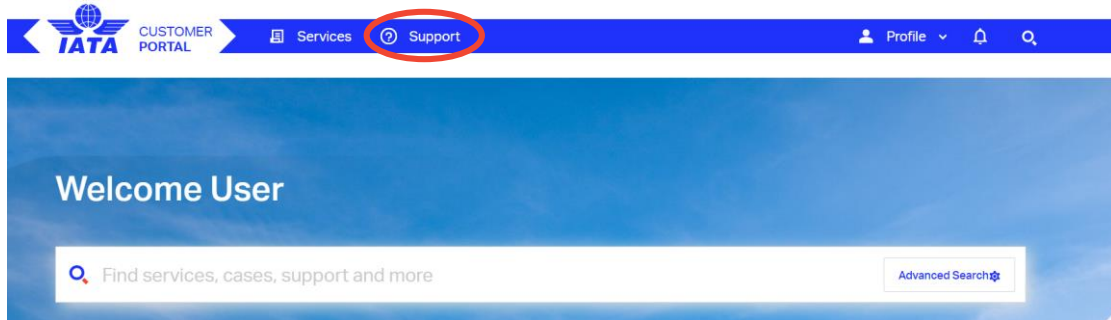 IATA
CUSTOMER
PORTAL
Services
Support
Profile
Welcome User
Find services, cases, support and more
Advanced Search